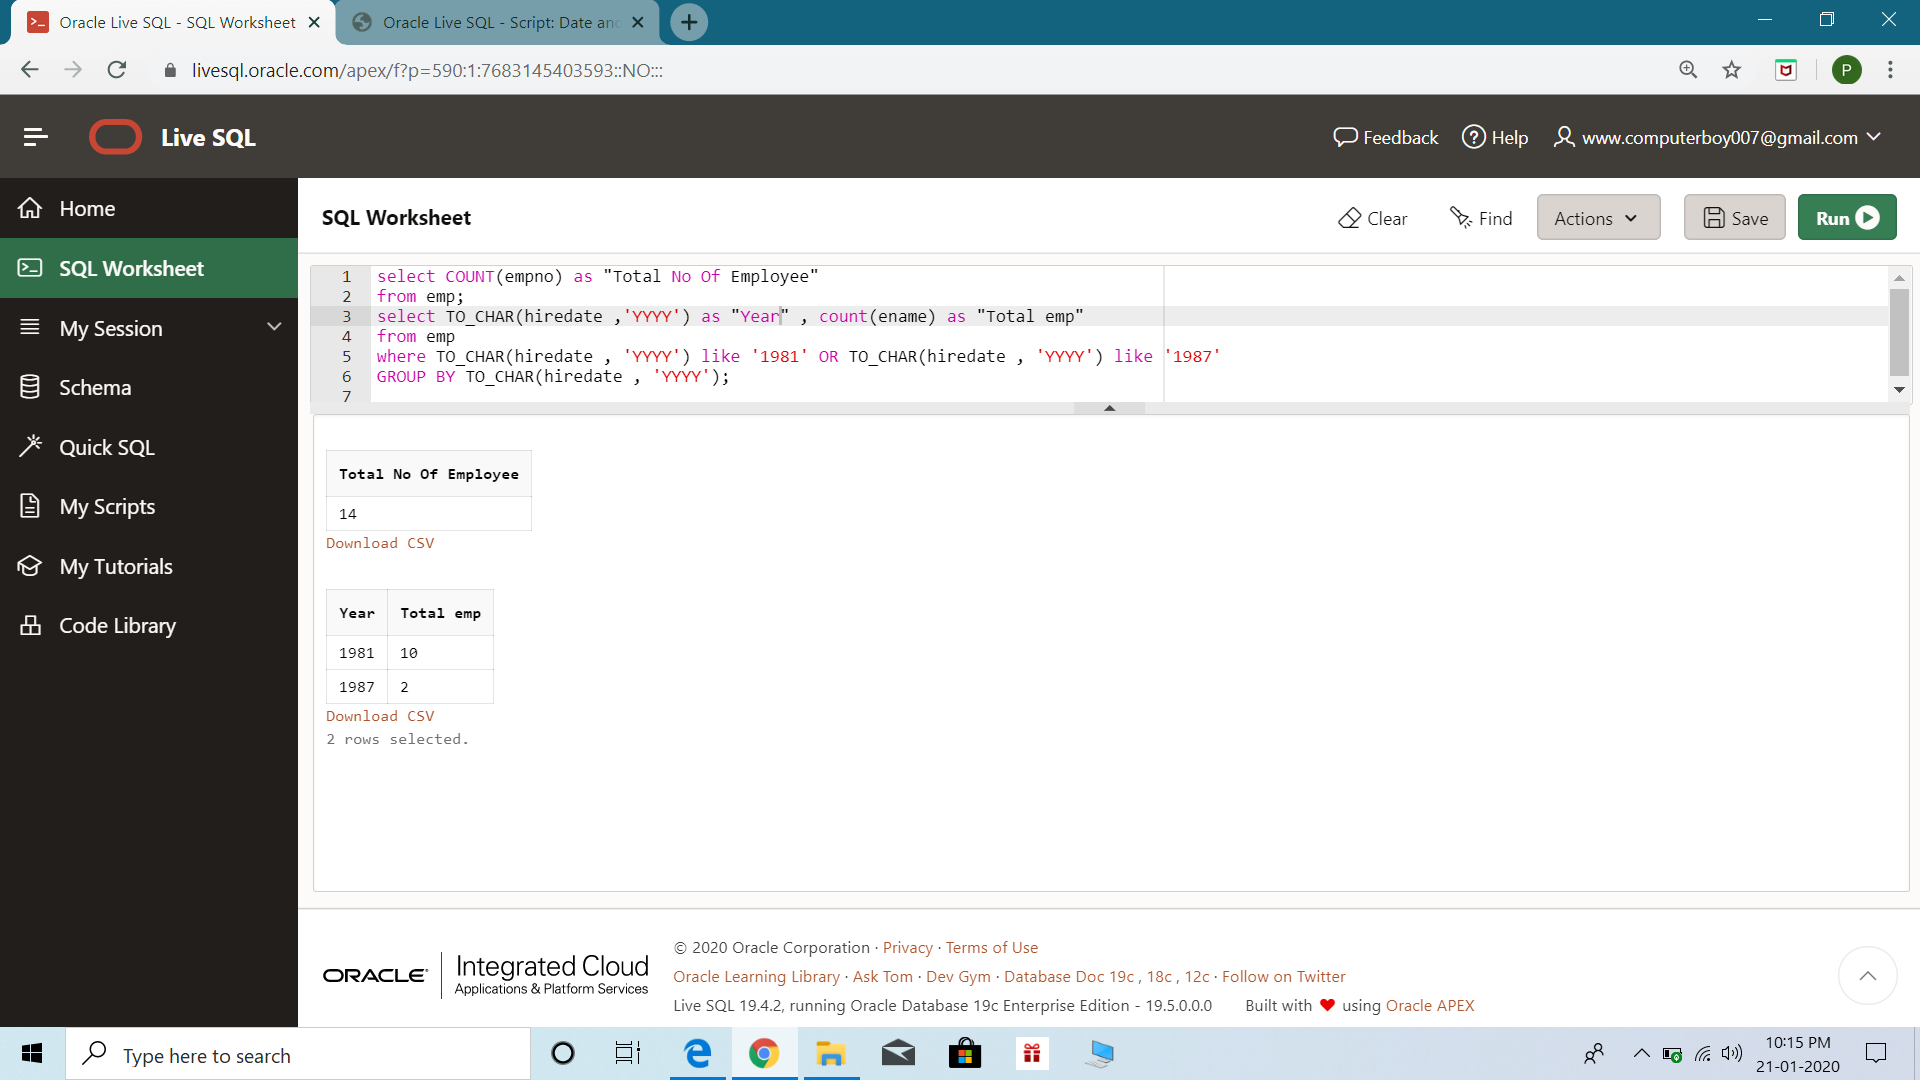 Oracle Live SQL - SQL Worksheet
Oracle Live SQL - Script: Date an
livesql.oracle.com/apex/f?p=590:1:7683145403593::NO:::
P
Live SQL
Feedback
Help
www.computerboy007@gmail.com
Home
SQL Worksheet
My Session
Schema
Quick SQL
My Scripts
My Tutorials
Code Library
SQL Worksheet
Clear
Find
Actions
Save
Run
1 select COUNT(empno) as "Total No Of Employee"
2 from emp;
3 select TO_CHAR(hiredate ,'YYYY') as "Year" , count(ename) as "Total emp"
4 from emp
5 where TO_CHAR(hiredate , 'YYYY') like '1981' OR TO_CHAR(hiredate , 'YYYY') like '1987'
6 GROUP BY TO_CHAR(hiredate , 'YYYY');
7
Total No Of Employee
14
Download CSV
Year Total emp
1981 10
1987 2
Download CSV
2 rows selected.
ORACLE
Integrated Cloud
Applications & Platform Services
© 2020 Oracle Corporation · Privacy · Terms of Use
Oracle Learning Library · Ask Tom · Dev Gym · Database Doc 19c , 18c , 12c · Follow on Twitter
Live SQL 19.4.2, running Oracle Database 19c Enterprise Edition - 19.5.0.0.0 Built with ♥ using Oracle APEX
Type here to search
10:15 PM
21-01-2020